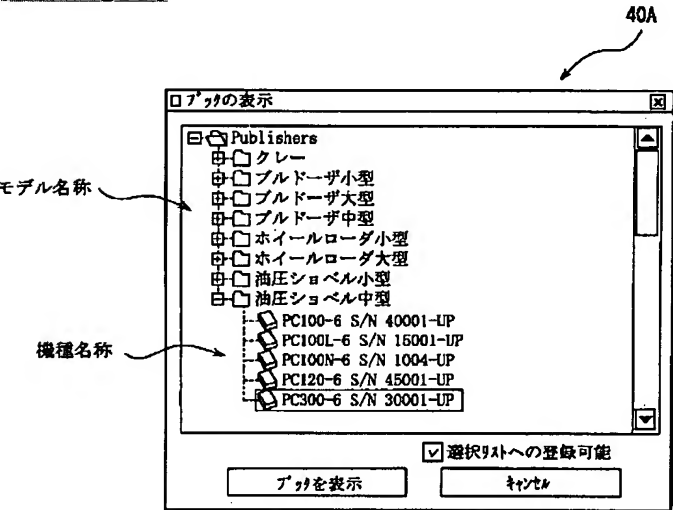 40A
ブックの表示
Publishers
クレー
ブルドーザ小型
ブルドーザ大型
モデル名称
ブルドーザ中型
ホイールローダ小型
ホイールローダ大型
油圧ショベル小型
油圧ショベル中型
PC100-6 S/N 40001-UP
PC100L-6 S/N 15001-UP
機種名称
PC100N-6 S/N 1004-UP
PC120-6 S/N 45001-UP
PC300-6 S/N 30001-UP
選択リストへの登録可能
ブックを表示
キャンセル